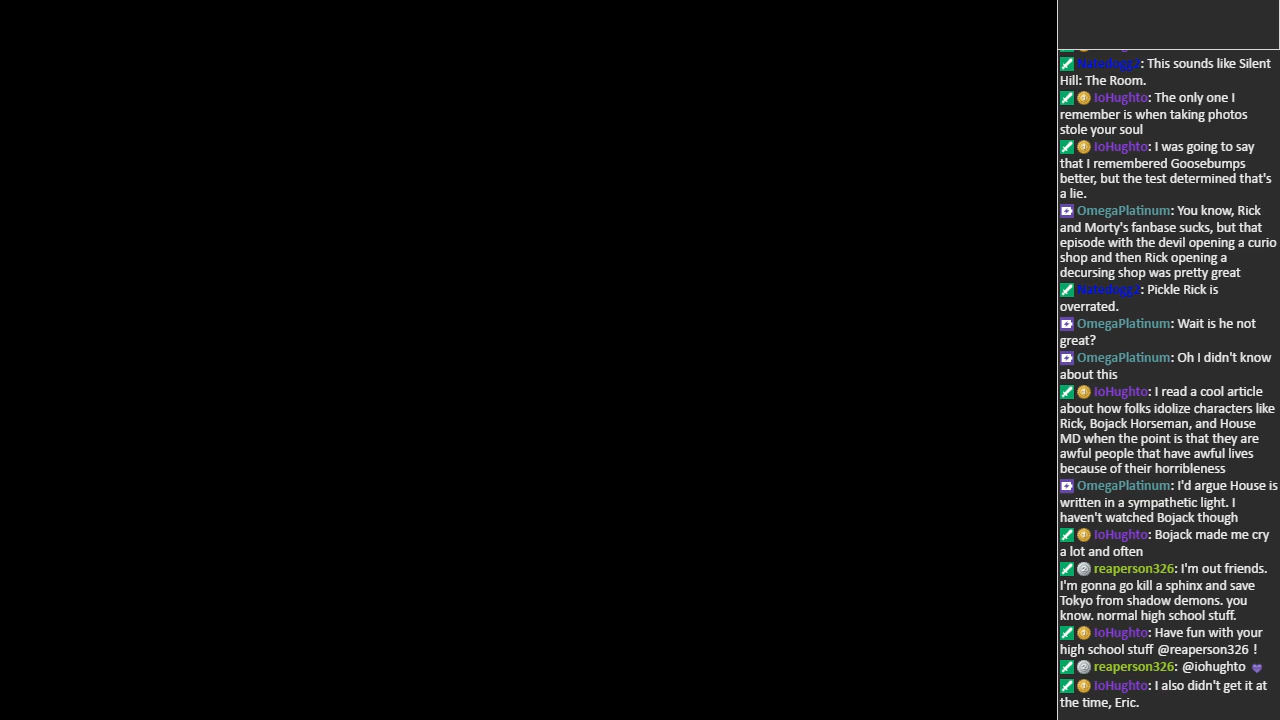 Natedogg2: This sounds like Silent
Hill: The Room.
IoHughto: The only one I
remember is when taking photos
stole your soul
IoHughto: I was going to say
that I remembered Goosebumps
better, but the test determined that's
a lie.
OmegaPlatinum: You know, Rick
and Morty's fanbase sucks, but that
episode with the devil opening a curio
shop and then Rick opening a
decursing shop was pretty great
Natedogg2: Pickle Rick is
overrated.
OmegaPlatinum: Wait is he not
great?
OmegaPlatinum: Oh I didn't know
about this
IoHughto: I read a cool article
about how folks idolize characters like
Rick, Bojack Horseman, and House
MD when the point is that they are
awful people that have awful lives
because of their horribleness
OmegaPlatinum: I'd argue House is
written in a sympathetic light. I
haven't watched Bojack though
IoHughto: Bojack made me cry
a lot and often
reaperson326: I'm out friends.
I'm gonna go kill a sphinx and save
Tokyo from shadow demons. you
know. normal high school stuff.
IoHughto: Have fun with your
high school stuff @reaperson326 !
reaperson326: @iohughto
IoHughto: I also didn't get it at
the time, Eric.